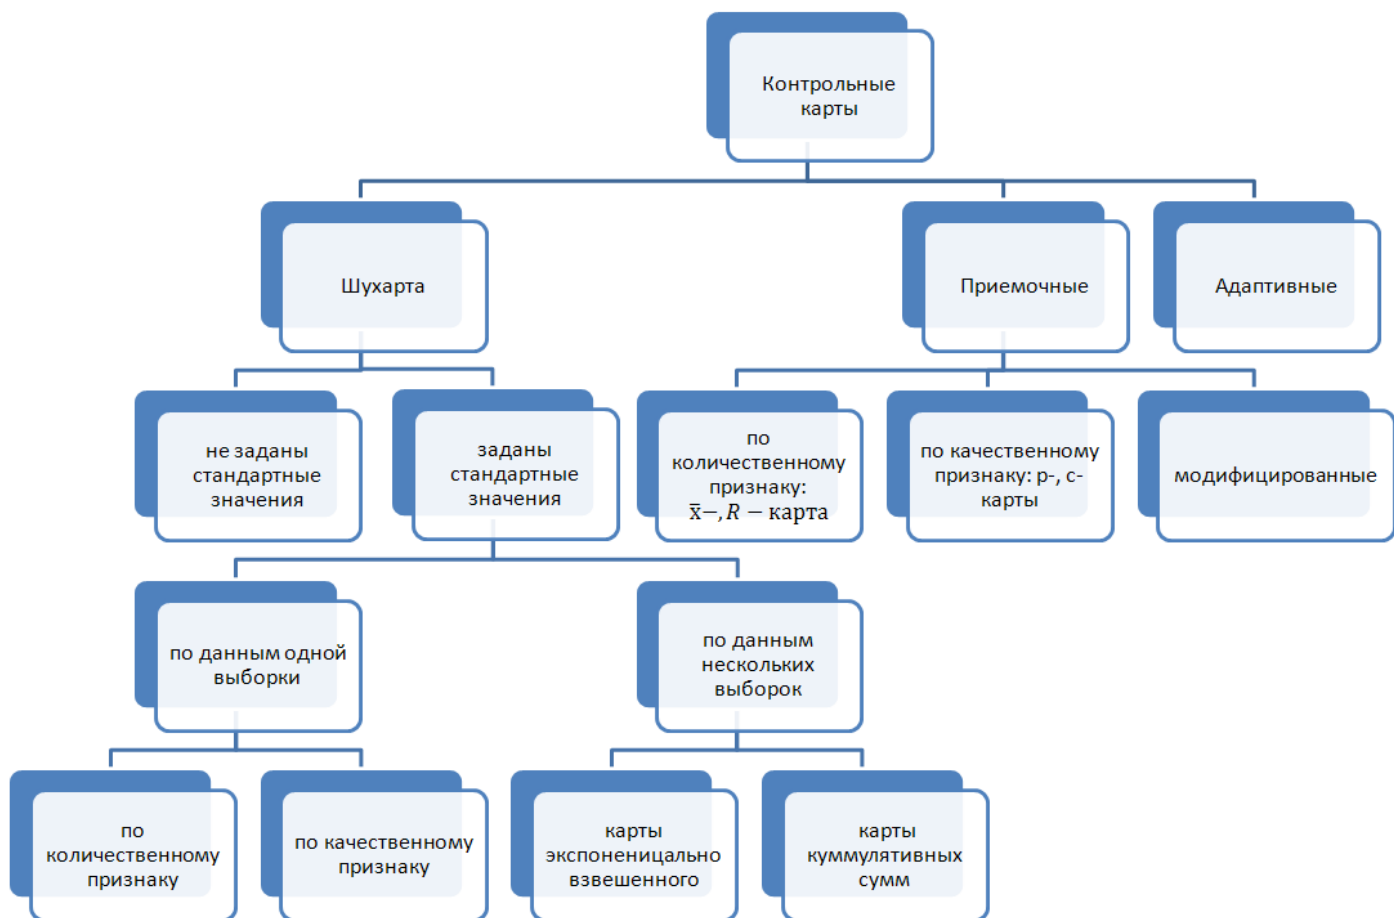 Контрольные
карты
Шухарта
Приемочные
Адаптивные
не заданы
стандартные
значения
заданы
стандартные
значения
по
количественному
признаку:
x̅−, R − карта
по качественному
признаку: р-, с-
карты
модифицированные
по данным одной
выборки
по данным
нескольких
выборок
по
количественному
признаку
по качественному
признаку
карты
экспоненицально
взвешенного
карты
куммулятивных
сумм